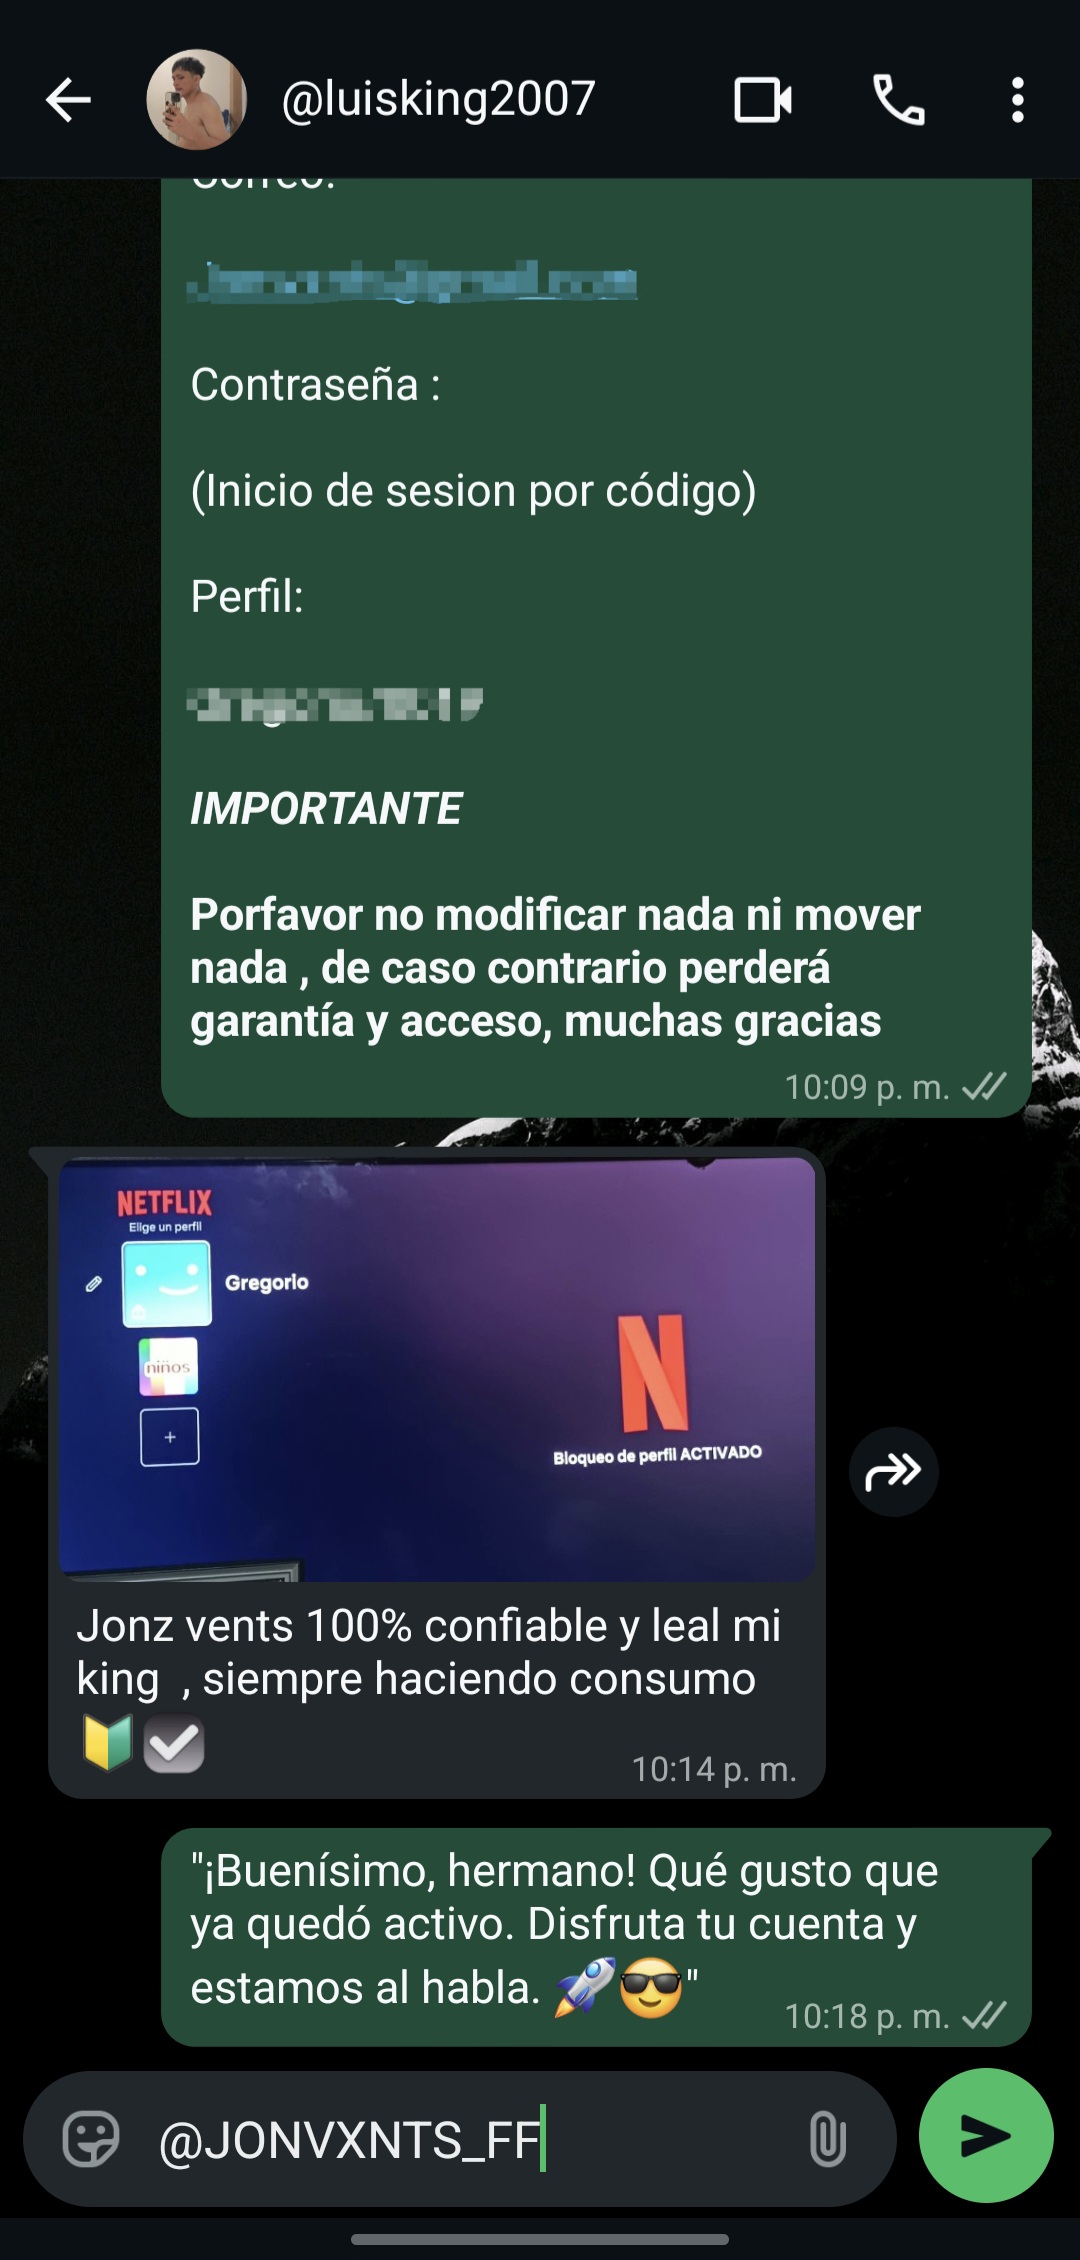 @luisking2007
Correo:
Contraseña :
(Inicio de sesion por código)
Perfil:
IMPORTANTE
Porfavor no modificar nada ni mover
nada , de caso contrario perderá
garantía y acceso, muchas gracias
10:09 p. m.
NETFLIX
Elige un perfil
Gregorio
niños
N
Bloqueo de perfil ACTIVADO
Jonz vents 100% confiable y leal mi
king , siempre haciendo consumo
🔰☑️
10:14 p. m.
"¡Buenísimo, hermano! Qué gusto que
ya quedó activo. Disfruta tu cuenta y
estamos al habla. 🚀😎"
10:18 p. m.
@JONVXNTS_FF